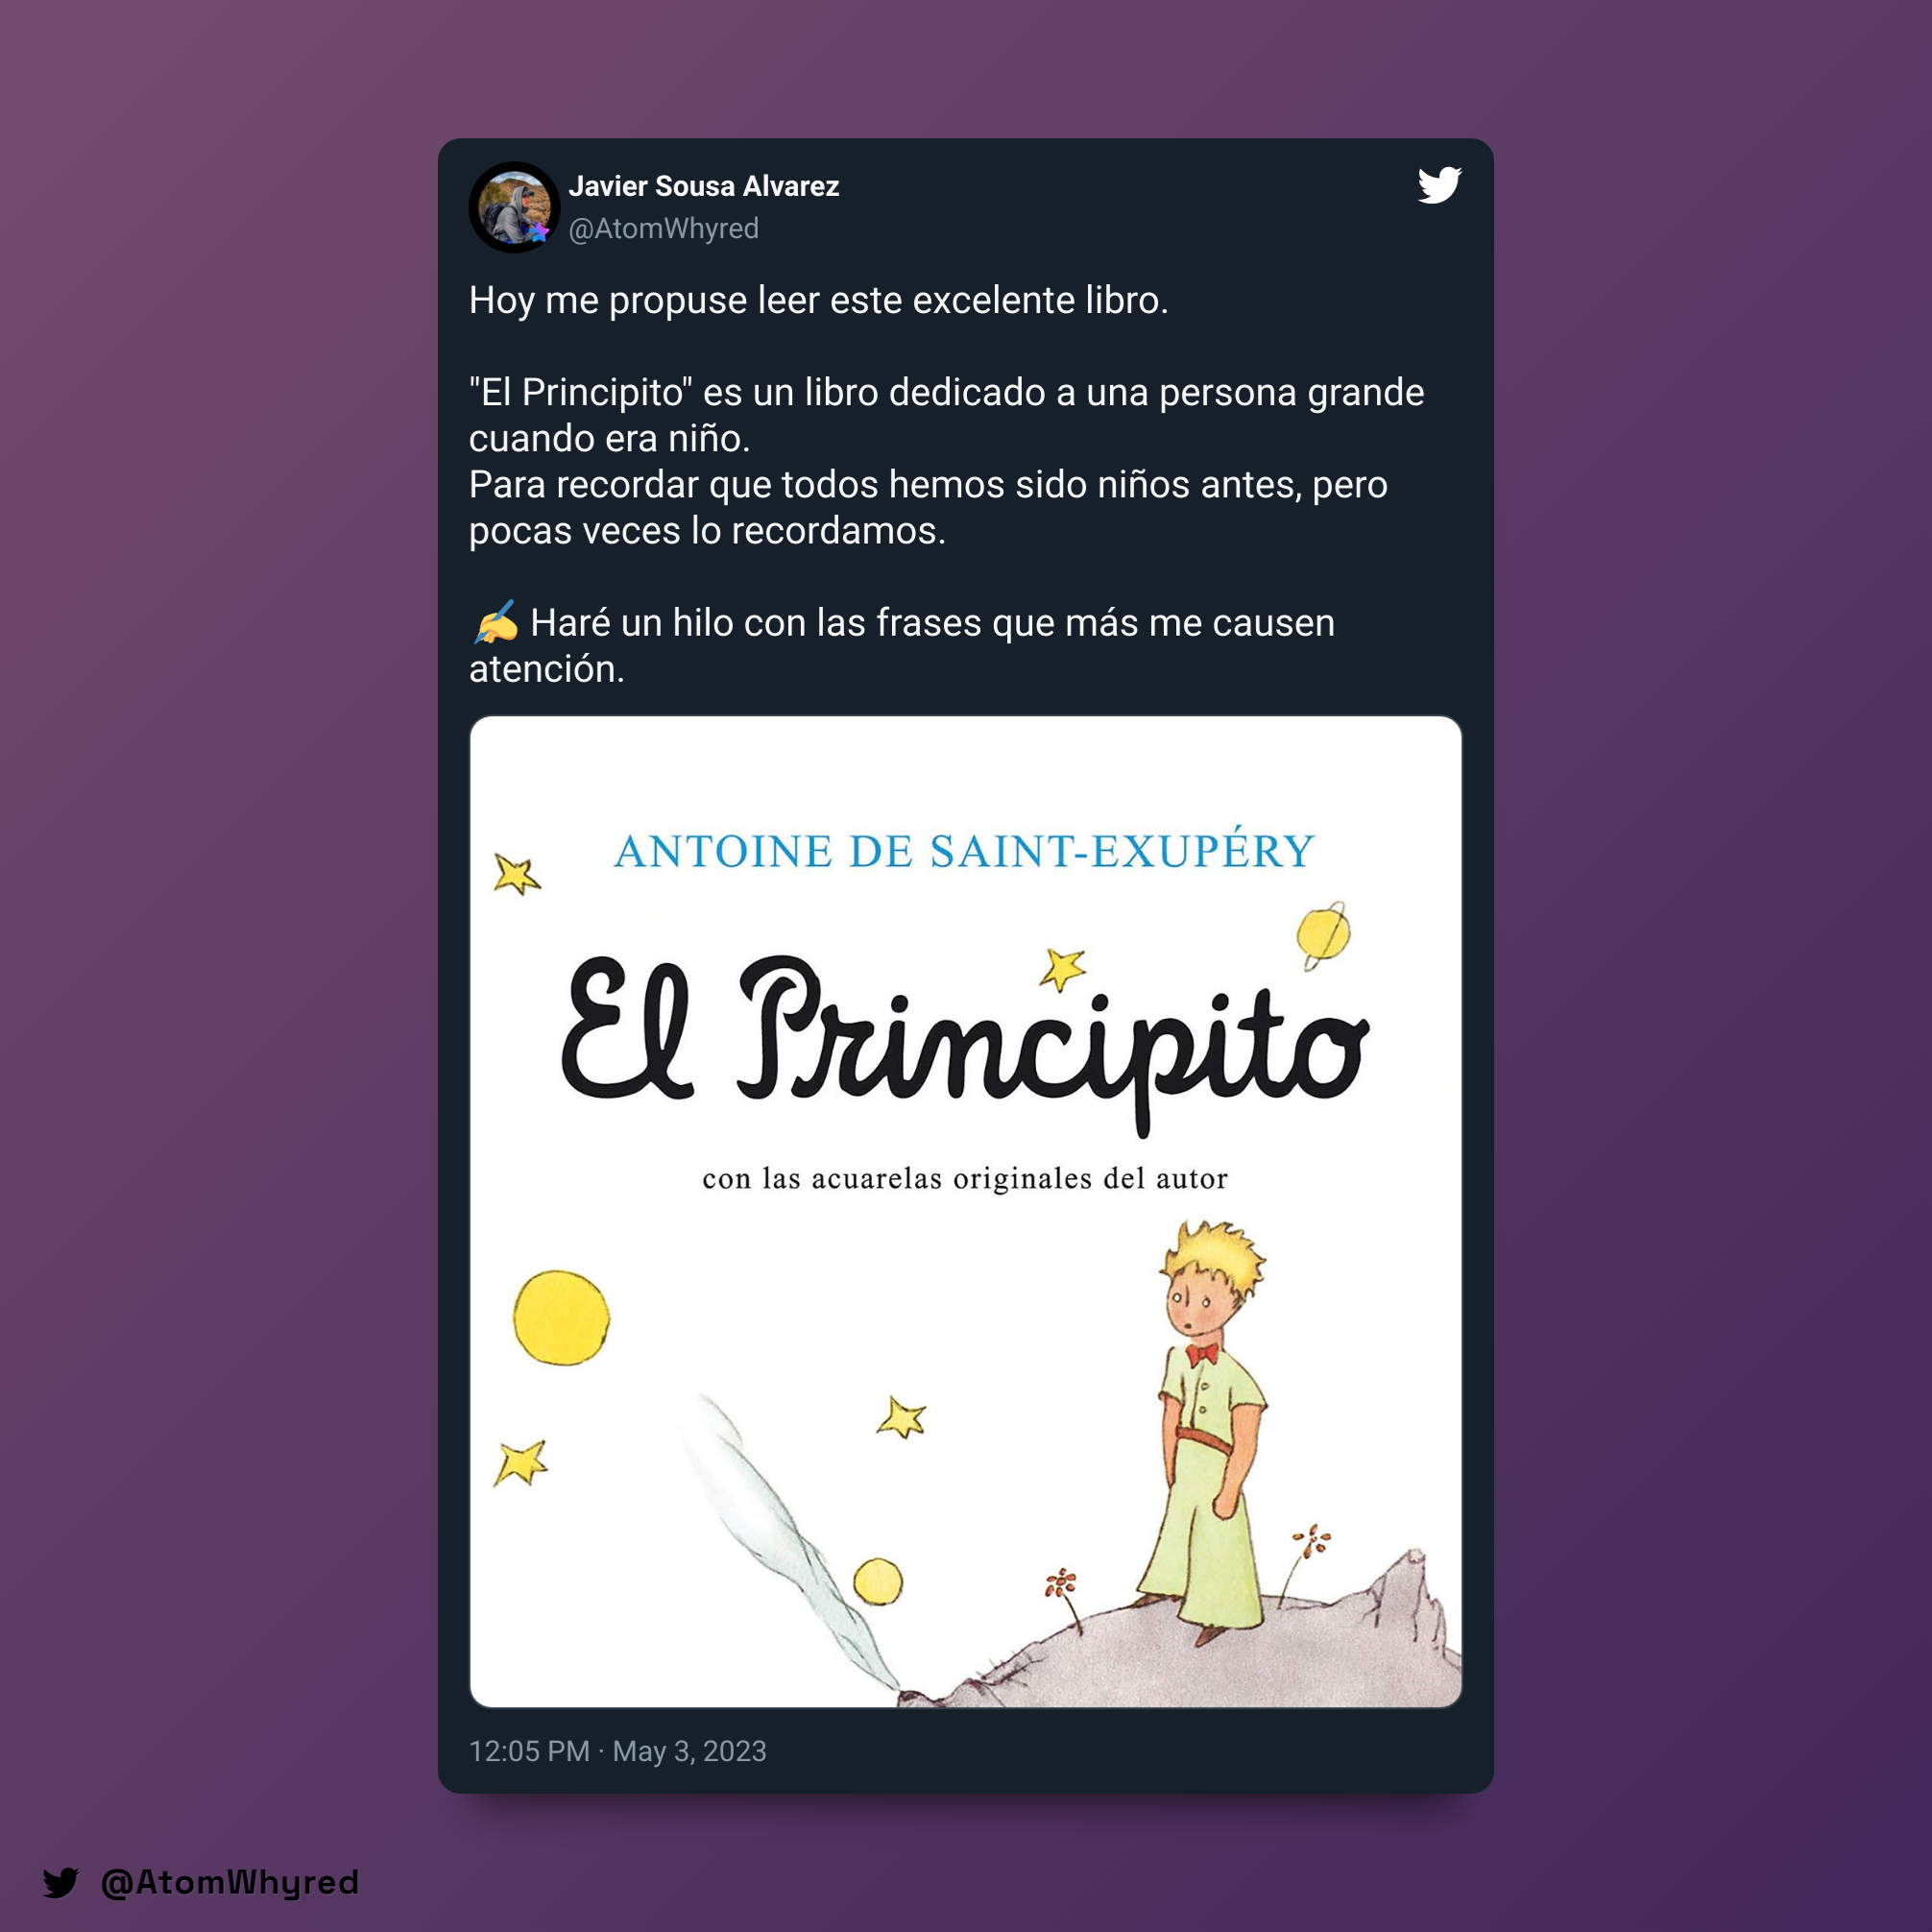 Javier Sousa Alvarez
@AtomWhyred
Hoy me propuse leer este excelente libro.
"El Principito" es un libro dedicado a una persona grande
cuando era niño.
Para recordar que todos hemos sido niños antes, pero
pocas veces lo recordamos.
✍️ Haré un hilo con las frases que más me causen
atención.
ANTOINE DE SAINT-EXUPÉRY
El Principito
con las acuarelas originales del autor
12:05 PM · May 3, 2023
@AtomWhyred